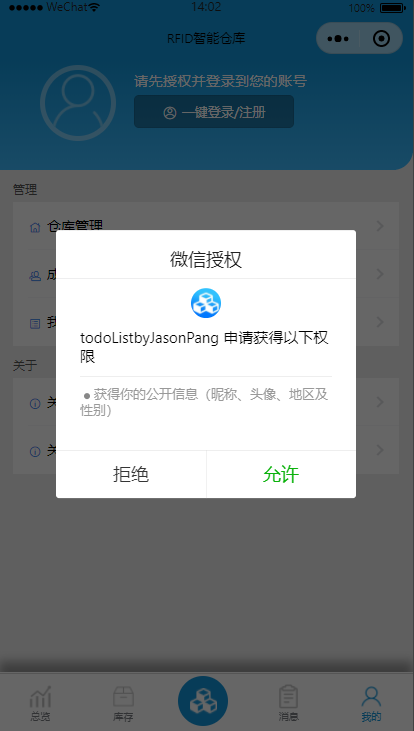 ●●●●● WeChat
14:02
100%
RFID智能仓库
请先授权并登录到您的账号
一键登录/注册
管理
仓库管理
成
我
微信授权
todoListbyJasonPang 申请获得以下权
限
● 获得你的公开信息（昵称、头像、地区及
性别）
拒绝
允许
关于
关
关
总览
库存
消息
我的